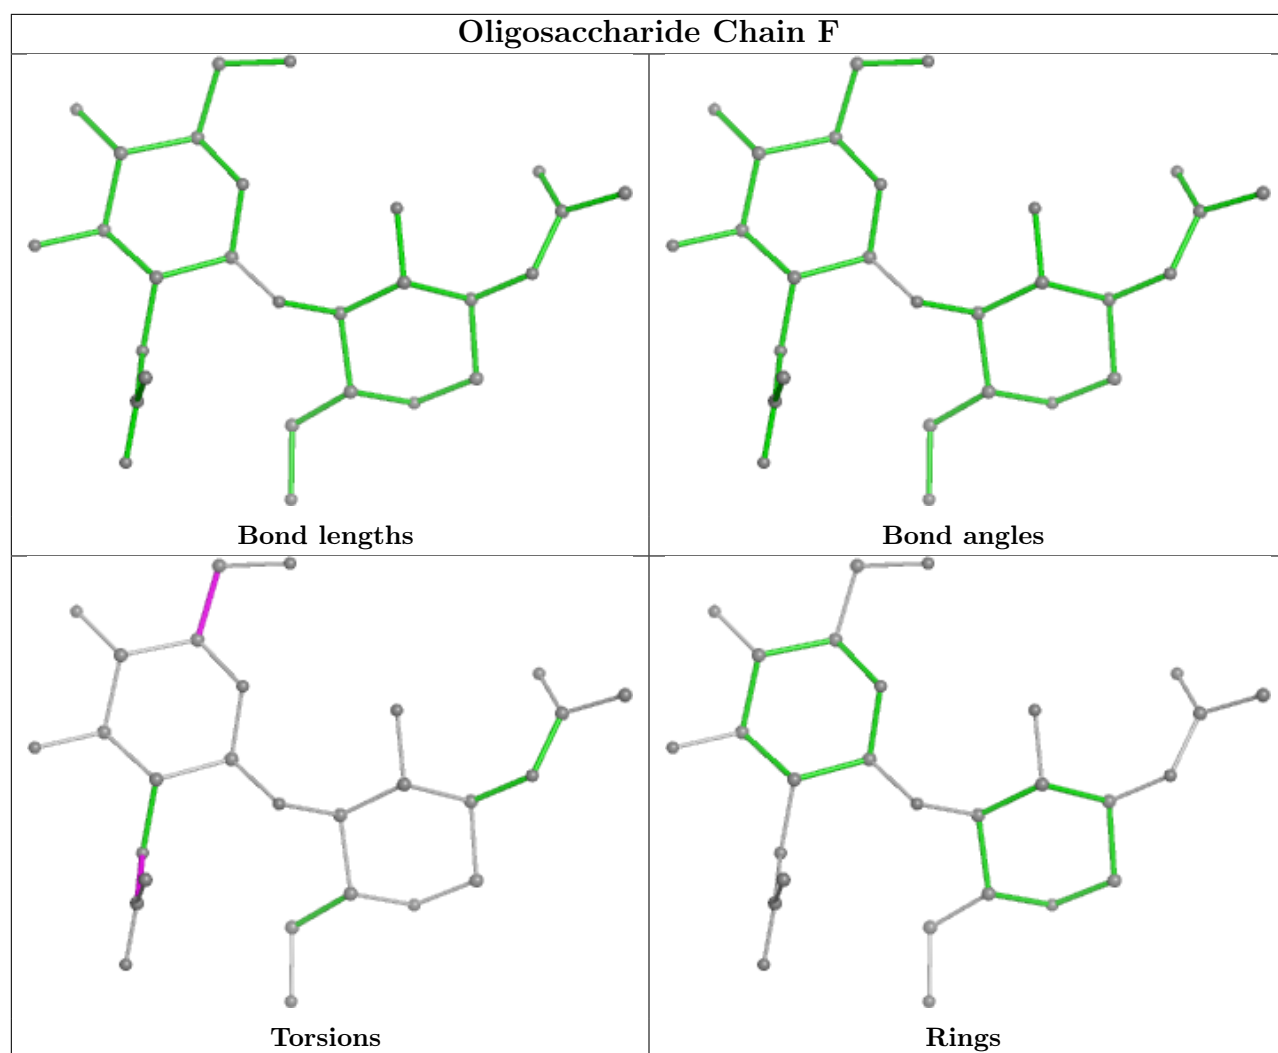 Oligosaccharide Chain F
Bond lengths
Bond angles
Torsions
Rings